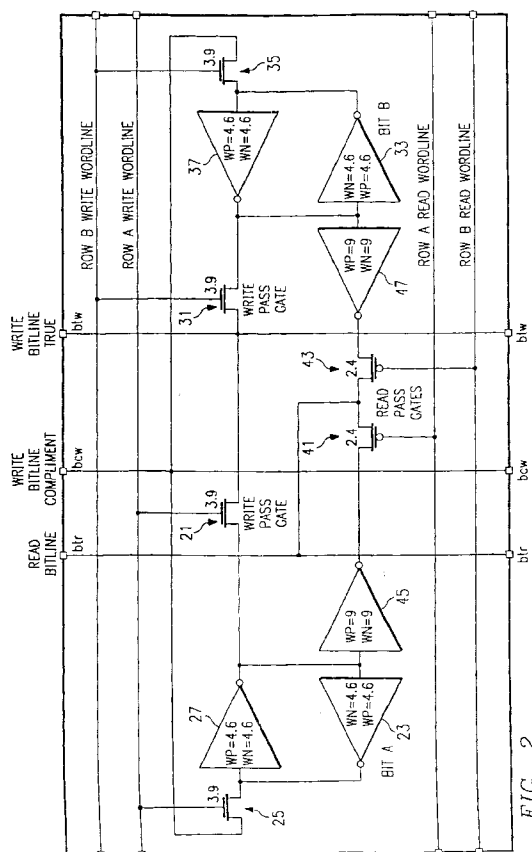 WRITE
BITLINE
TRUE
WRITE
BITLINE
COMPLIMENT
READ
BITLINE
btr
bcw
btw
ROW B WRITE WORDLINE
ROW A WRITE WORDLINE
3.9
25
27
WP=4.6
WN=4.6
WN=4.6
WP=4.6
23
BIT A
WP=9
WN=9
45
3.9
21
WRITE
PASS
GATE
3.9
31
WRITE
PASS
GATE
41
2.4
43
2.4
READ PASS
GATES
WP=9
WN=9
47
37
WP=4.6
WN=4.6
3.9
35
WN=4.6
WP=4.6
33
BIT B
ROW A READ WORDLINE
ROW B READ WORDLINE
btr
bcw
btw
FIG. 2